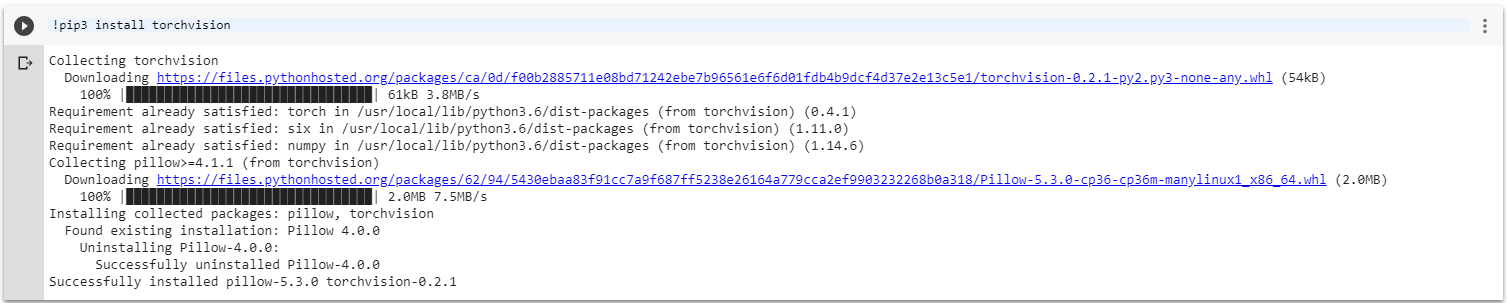 !pip3 install torchvision
Collecting torchvision
Downloading https://files.pythonhosted.org/packages/ca/0d/f00b2885711e08bd71242ebe7b96561e6f6d01fdb4b9dcf4d37e2e13c5e1/torchvision-0.2.1-py2.py3-none-any.whl (54kB)
100% |████████████████████████████████| 61kB 3.8MB/s
Requirement already satisfied: torch in /usr/local/lib/python3.6/dist-packages (from torchvision) (0.4.1)
Requirement already satisfied: six in /usr/local/lib/python3.6/dist-packages (from torchvision) (1.11.0)
Requirement already satisfied: numpy in /usr/local/lib/python3.6/dist-packages (from torchvision) (1.14.6)
Collecting pillow>=4.1.1 (from torchvision)
Downloading https://files.pythonhosted.org/packages/62/94/5430ebaa83f91cc7a9f687ff5238e26164a779cca2ef9903232268b0a318/Pillow-5.3.0-cp36-cp36m-manylinux1_x86_64.whl (2.0MB)
100% |████████████████████████████████| 2.0MB 7.5MB/s
Installing collected packages: pillow, torchvision
Found existing installation: Pillow 4.0.0
Uninstalling Pillow-4.0.0:
Successfully uninstalled Pillow-4.0.0
Successfully installed pillow-5.3.0 torchvision-0.2.1